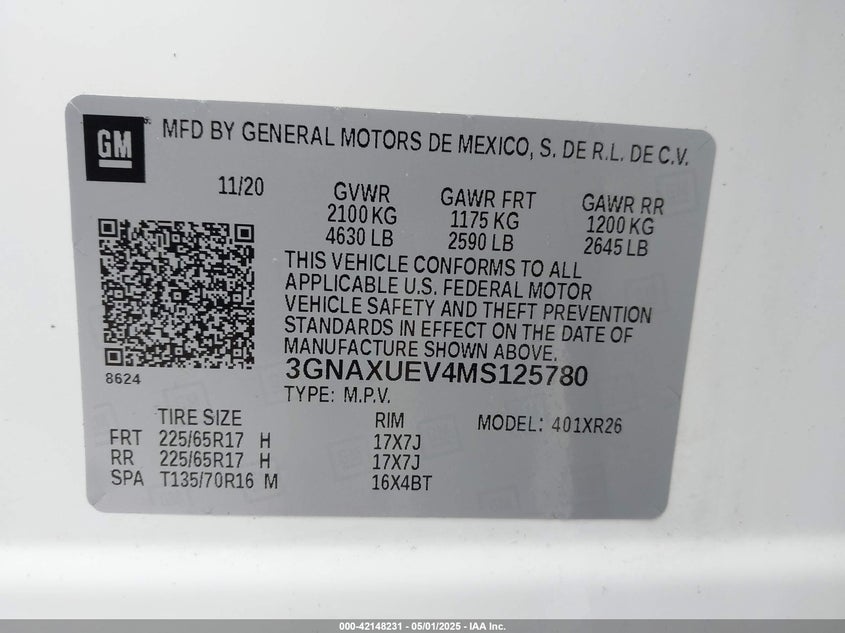 GM
MFD BY GENERAL MOTORS DE MEXICO, S. DE R.L. DE C.V.
11/20 GVWR GAWR FRT GAWR RR
2100 KG 1175 KG 1200 KG
4630 LB 2590 LB 2645 LB
THIS VEHICLE CONFORMS TO ALL
APPLICABLE U.S. FEDERAL MOTOR
VEHICLE SAFETY AND THEFT PREVENTION
STANDARDS IN EFFECT ON THE DATE OF
MANUFACTURE SHOWN ABOVE.
8624
3GNAXUEV4MS125780
TYPE: M.P.V.
TIRE SIZE RIM MODEL: 401XR26
FRT 225/65R17 H 17X7J
RR 225/65R17 H 17X7J
SPA T135/70R16 M 16X4BT
000-42148231 - 05/01/2025 - IAA Inc.